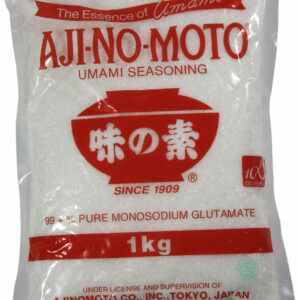 The Essence of Umami
AJI-NO-MOTO®
UMAMI SEASONING
味の素
®
SINCE 1909
99+% PURE MONOSODIUM GLUTAMATE
1kg
UNDER LICENSE AND SUPERVISION OF
AJINOMOTO CO., INC., TOKYO, JAPAN